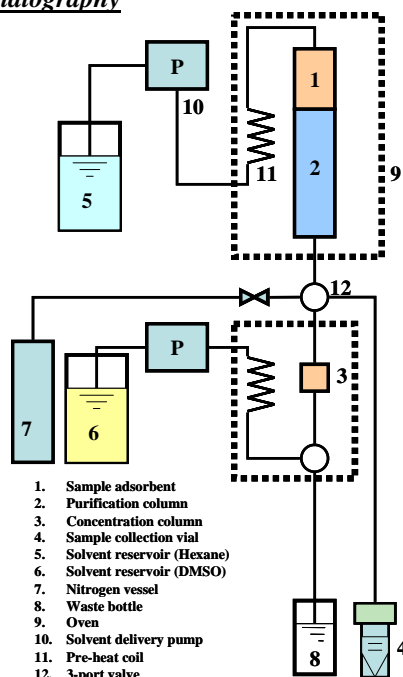 P
10
1
11
2
9
5
12
P
3
7
6
1. Sample adsorbent
2. Purification column
3. Concentration column
4. Sample collection vial
5. Solvent reservoir (Hexane)
6. Solvent reservoir (DMSO)
7. Nitrogen vessel
8. Waste bottle
9. Oven
10. Solvent delivery pump
11. Pre-heat coil
12. 3-port valve
8
4